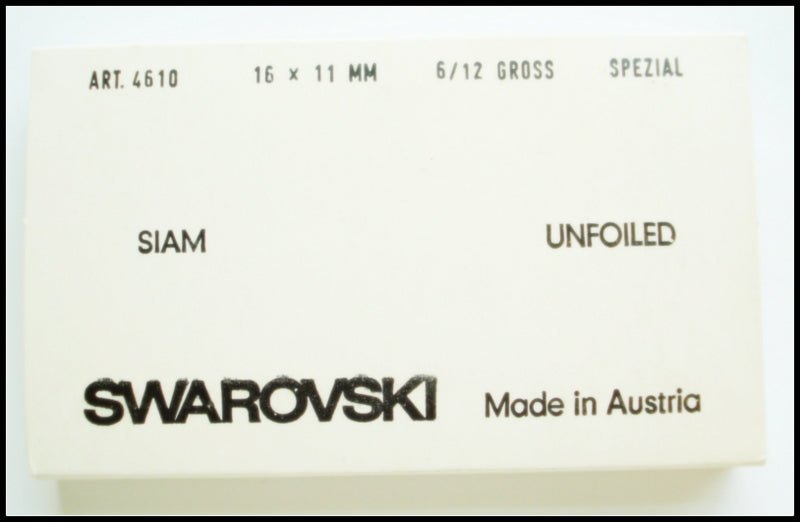 ART. 4610 16 x 11 MM 6/12 GROSS SPEZIAL
SIAM UNFOILED
SWAROVSKI Made in Austria